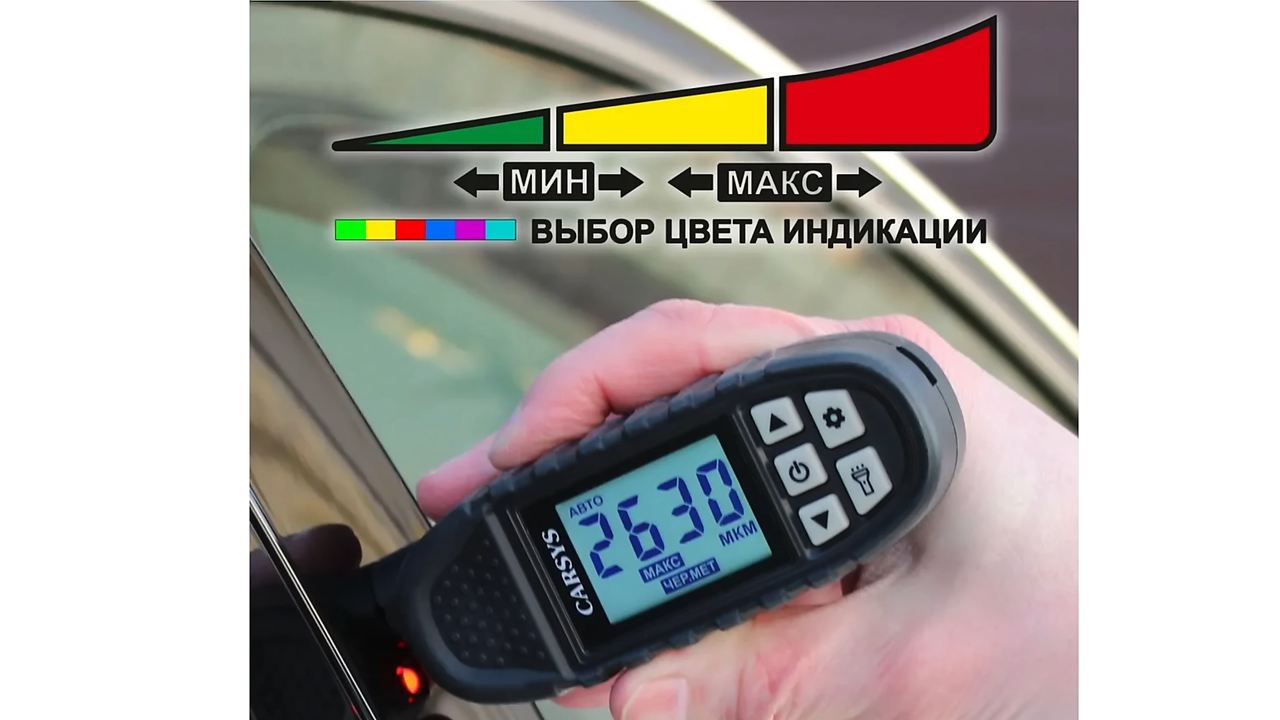 МИН МАКС
ВЫБОР ЦВЕТА ИНДИКАЦИИ
АВТО
2630
МКМ
МАКС
ЧЕР.МЕТ
CARSYS